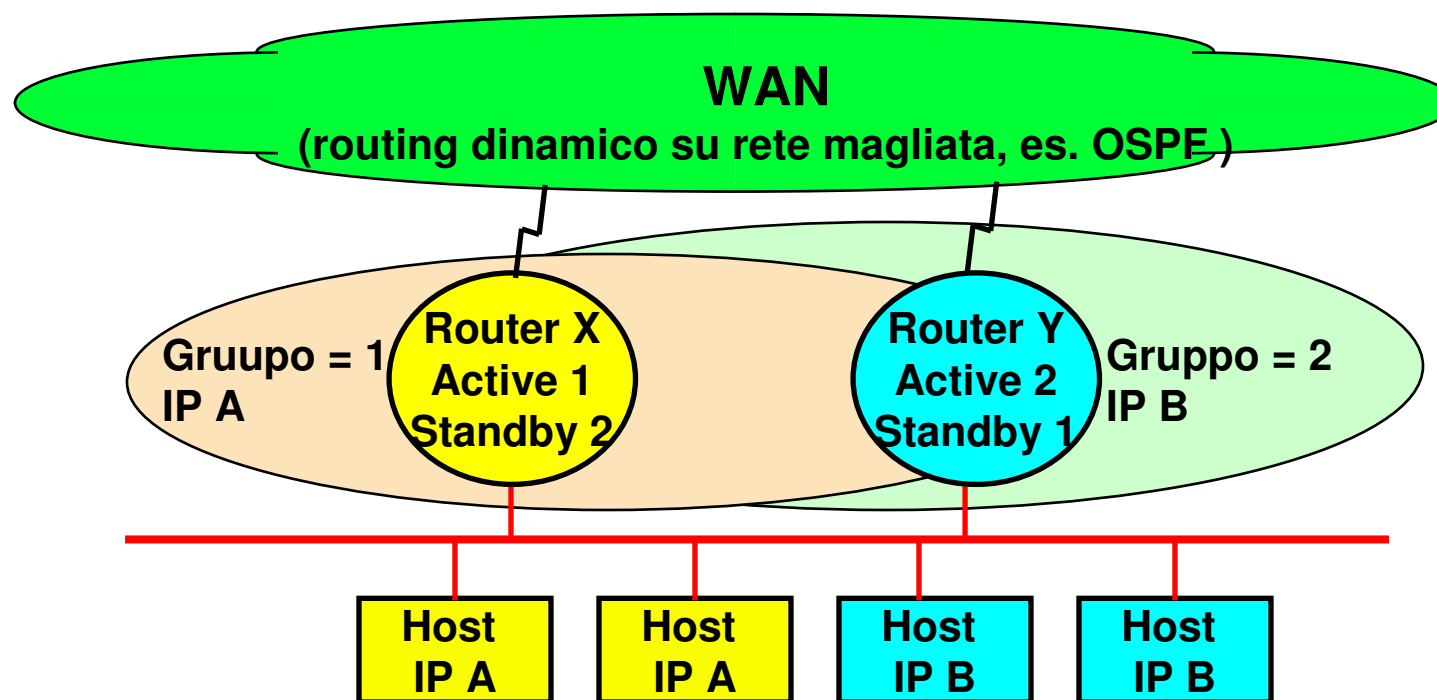 WAN
(routing dinamico su rete magliata, es. OSPF )
Gruupo = 1
IP A
Router X
Active 1
Standby 2
Router Y
Active 2
Standby 1
Gruppo = 2
IP B
Host
IP A
Host
IP A
Host
IP B
Host
IP B